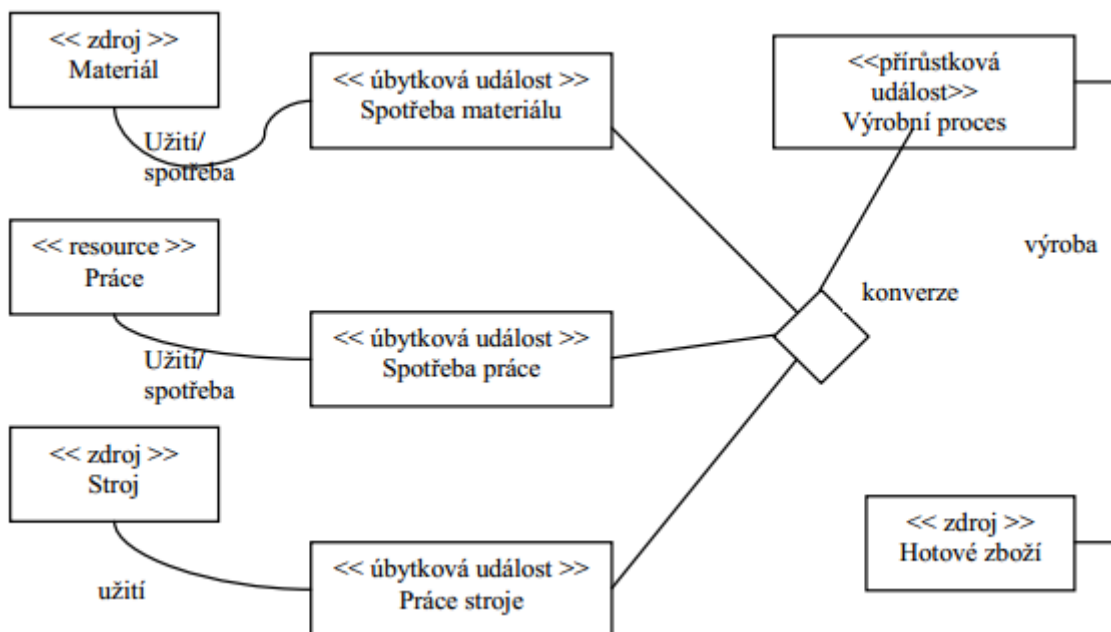 << zdroj >>
Materiál
Užití/
spotřeba
<< úbytková událost >>
Spotřeba materiálu
<<přírůstková
událost>>
Výrobní proces
<< resource >>
Práce
Užití/
spotřeba
<< úbytková událost >>
Spotřeba práce
konverze
výroba
<< zdroj >>
Stroj
užití
<< úbytková událost >>
Práce stroje
<< zdroj >>
Hotové zboží